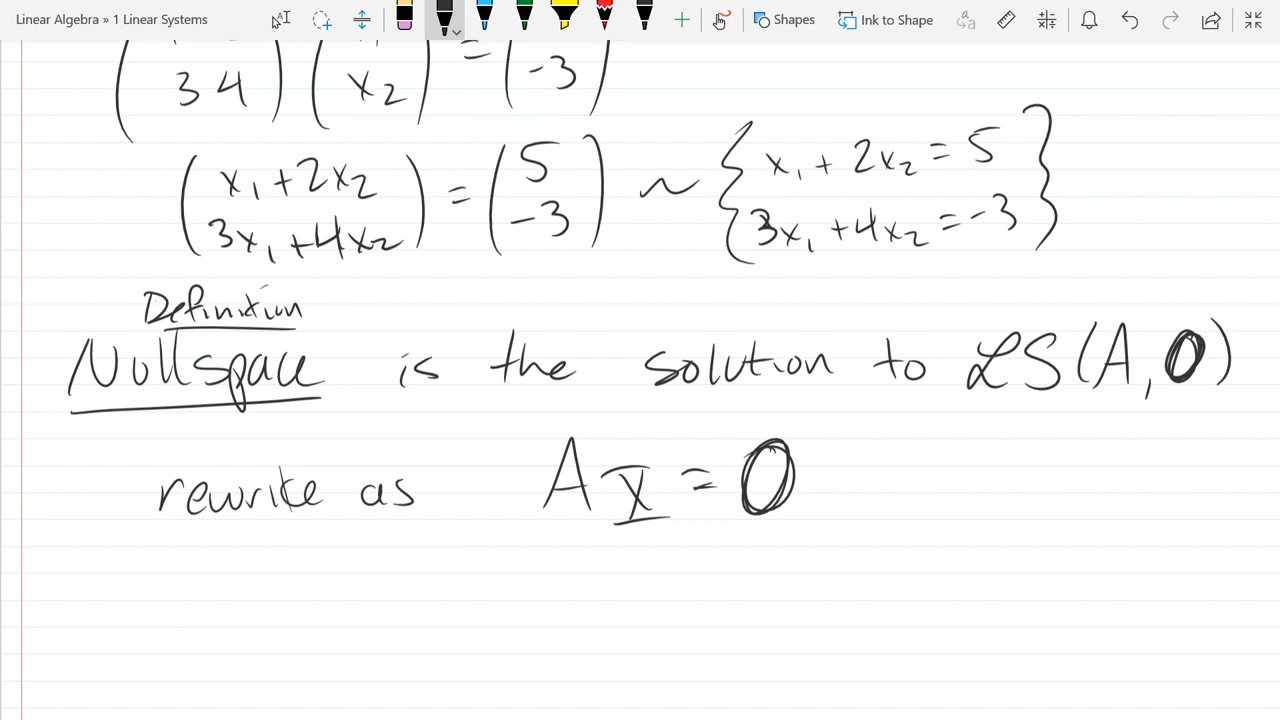 Linear Algebra » 1 Linear Systems Shapes Ink to Shape
( 3 4 ) ( x₂ ) = ( -3 )
( x₁ + 2x₂ ) = ( 5 ) ~ { x₁ + 2x₂ = 5 }
( 3x₁ + 4x₂ ) ( -3 ) { 3x₁ + 4x₂ = -3 }
Definition
Nullspace is the solution to LS(A, 0)
rewrite as A X = 0